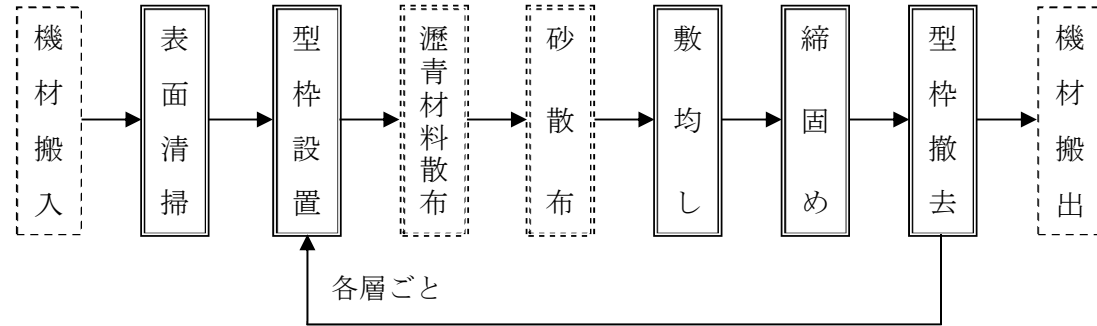 機材搬入
表面清掃
型枠設置
瀝青材料散布
砂散布
敷均し
締固め
型枠撤去
機材搬出
各層ごと